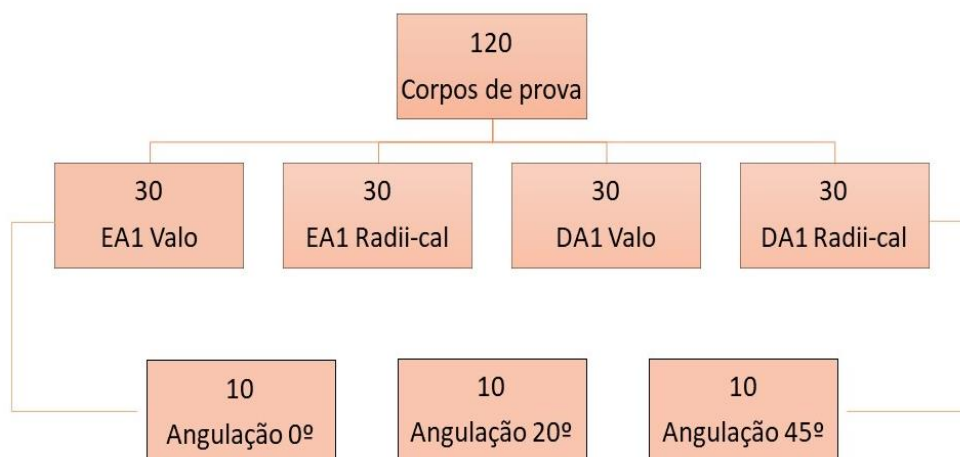 120
Corpos de prova
30
EA1 Valo
30
EA1 Radii-cal
30
DA1 Valo
30
DA1 Radii-cal
10
Angulação 0º
10
Angulação 20º
10
Angulação 45º